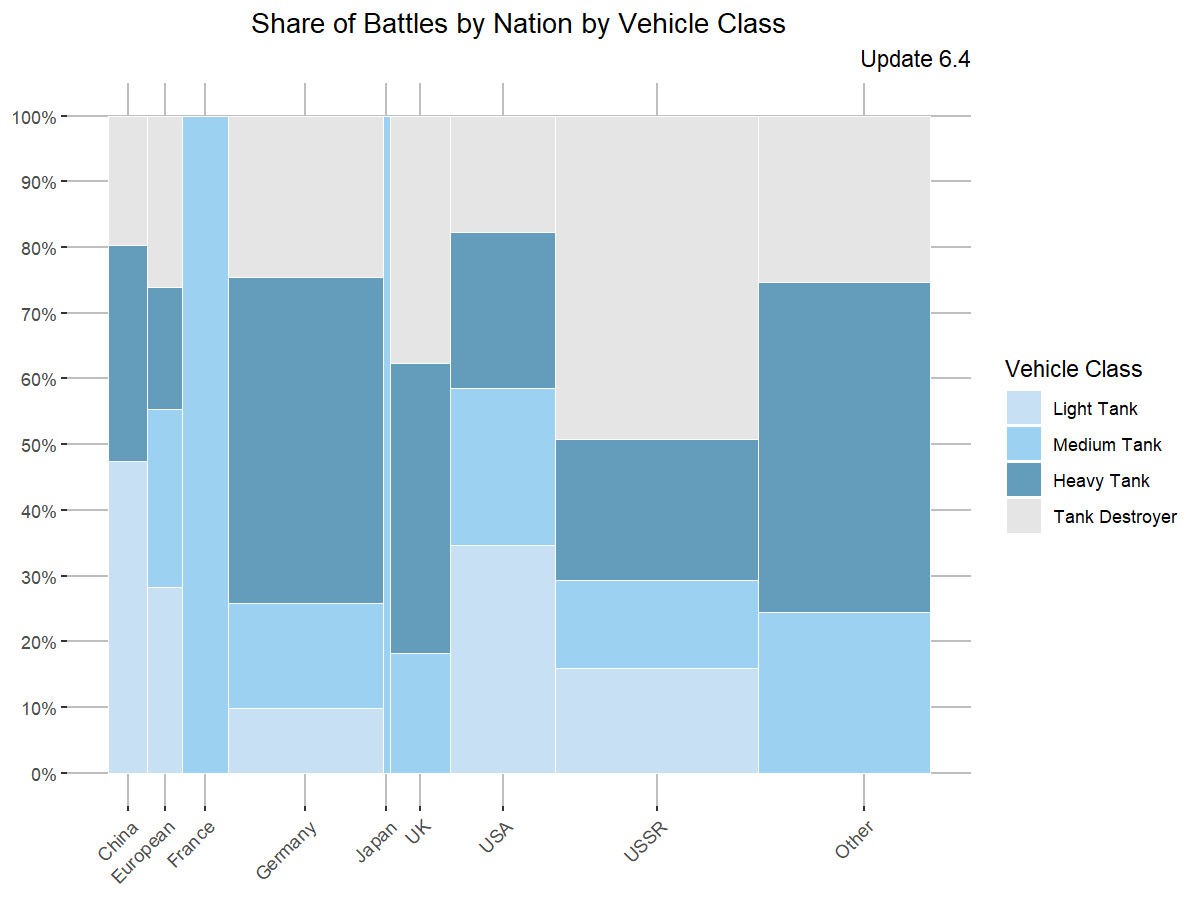 Share of Battles by Nation by Vehicle Class
Update 6.4
100%
90%
80%
70%
60%
50%
40%
30%
20%
10%
0%
China
European
France
Germany
Japan
UK
USA
USSR
Other
Vehicle Class
Light Tank
Medium Tank
Heavy Tank
Tank Destroyer